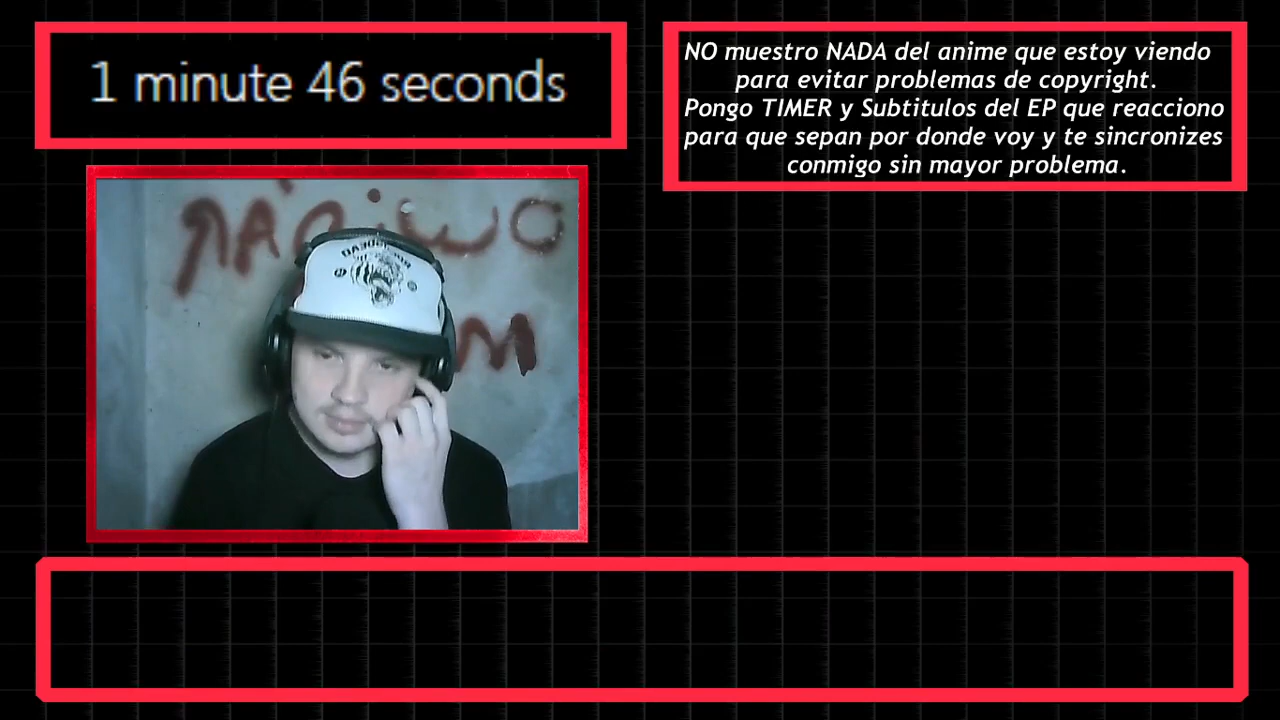 1 minute 46 seconds
NO muestro NADA del anime que estoy viendo
para evitar problemas de copyright.
Pongo TIMER y Subtitulos del EP que reacciono
para que sepan por donde voy y te sincronizes
conmigo sin mayor problema.